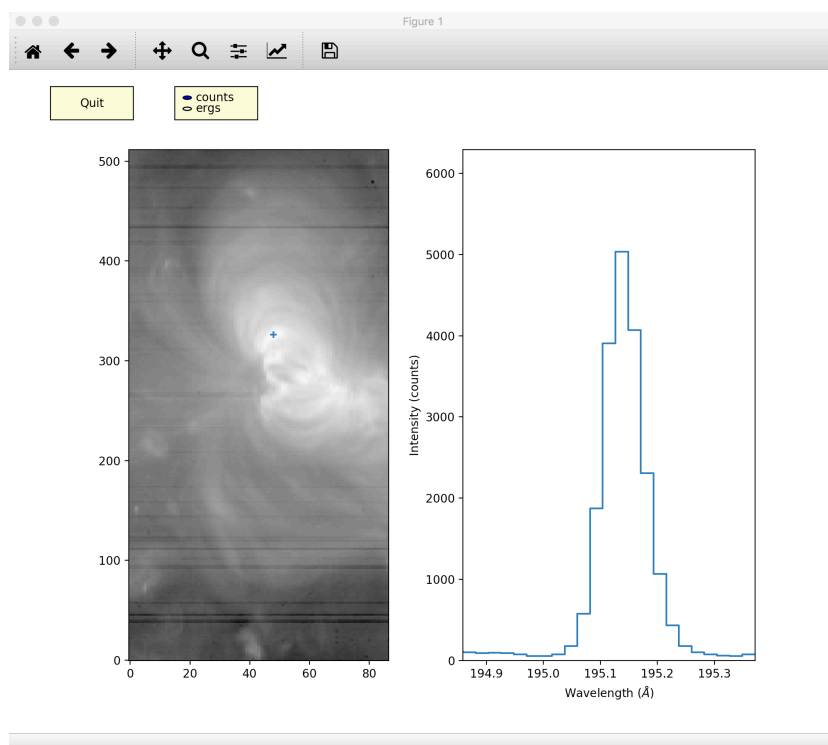 Figure 1
Quit
counts
ergs
500
400
300
200
100
0
0 20 40 60 80
6000
5000
4000
3000
2000
1000
0
Intensity (counts)
194.9 195.0 195.1 195.2 195.3
Wavelength (Å)